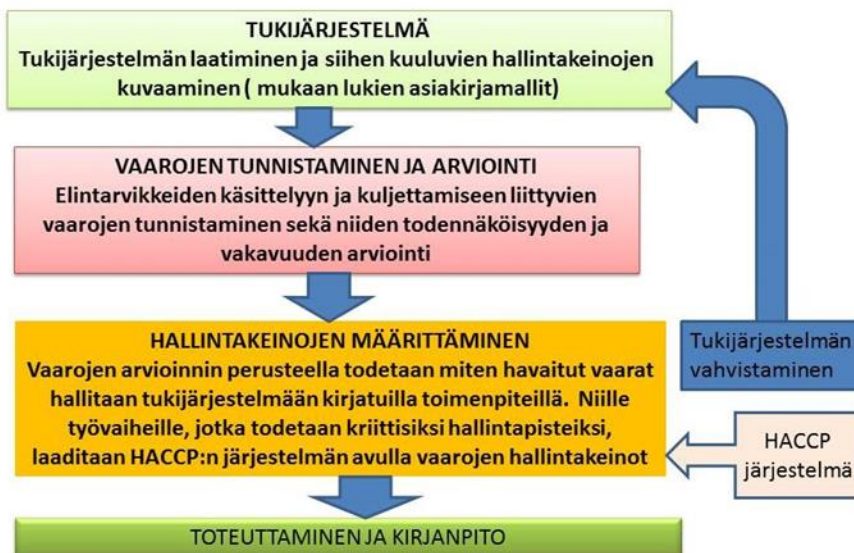 TUKIJÄRJESTELMÄ
Tukijärjestelmän laatiminen ja siihen kuuluvien hallintakeinojen
kuvaaminen ( mukaan lukien asiakirjamallit)
VAAROJEN TUNNISTAMINEN JA ARVIOINTI
Elintarvikkeiden käsittelyyn ja kuljettamiseen liittyvien
vaarojen tunnistaminen sekä niiden todennäköisyyden ja
vakavuuden arviointi
HALLINTAKEINOJEN MÄÄRITTÄMINEN
Vaarojen arvioinnin perusteella todetaan miten havaitut vaarat
hallitaan tukijärjestelmään kirjatuilla toimenpiteillä. Niille
työvaiheille, jotka todetaan kriittisiksi hallintapisteiksi,
laaditaan HACCP:n järjestelmän avulla vaarojen hallintakeinot
Tukijärjestelmän
vahvistaminen
HACCP
järjestelmä
TOTEUTTAMINEN JA KIRJANPITO